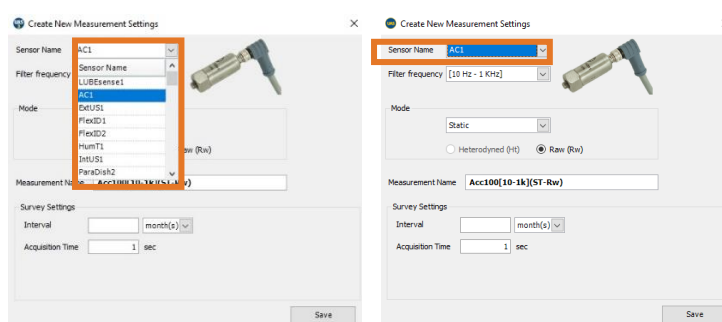 Create New Measurement Settings
Sensor Name AC1
Sensor Name
Filter frequency
LUBEsense1
AC1
Mode
ExtUS1
FlexID1
FlexID2
HumT1
aw (Rw)
IntUS1
ParaDish2
Measurement Na Acc100[10-1k](ST-Rw)
Survey Settings
Interval month(s)
Acquisition Time 1 sec
Save
Create New Measurement Settings
Sensor Name AC1
Filter frequency [10 Hz - 1 KHz]
Mode
Static
Heterodyned (Ht) Raw (Rw)
Measurement Name Acc100[10-1k](ST-Rw)
Survey Settings
Interval month(s)
Acquisition Time 1 sec
Save